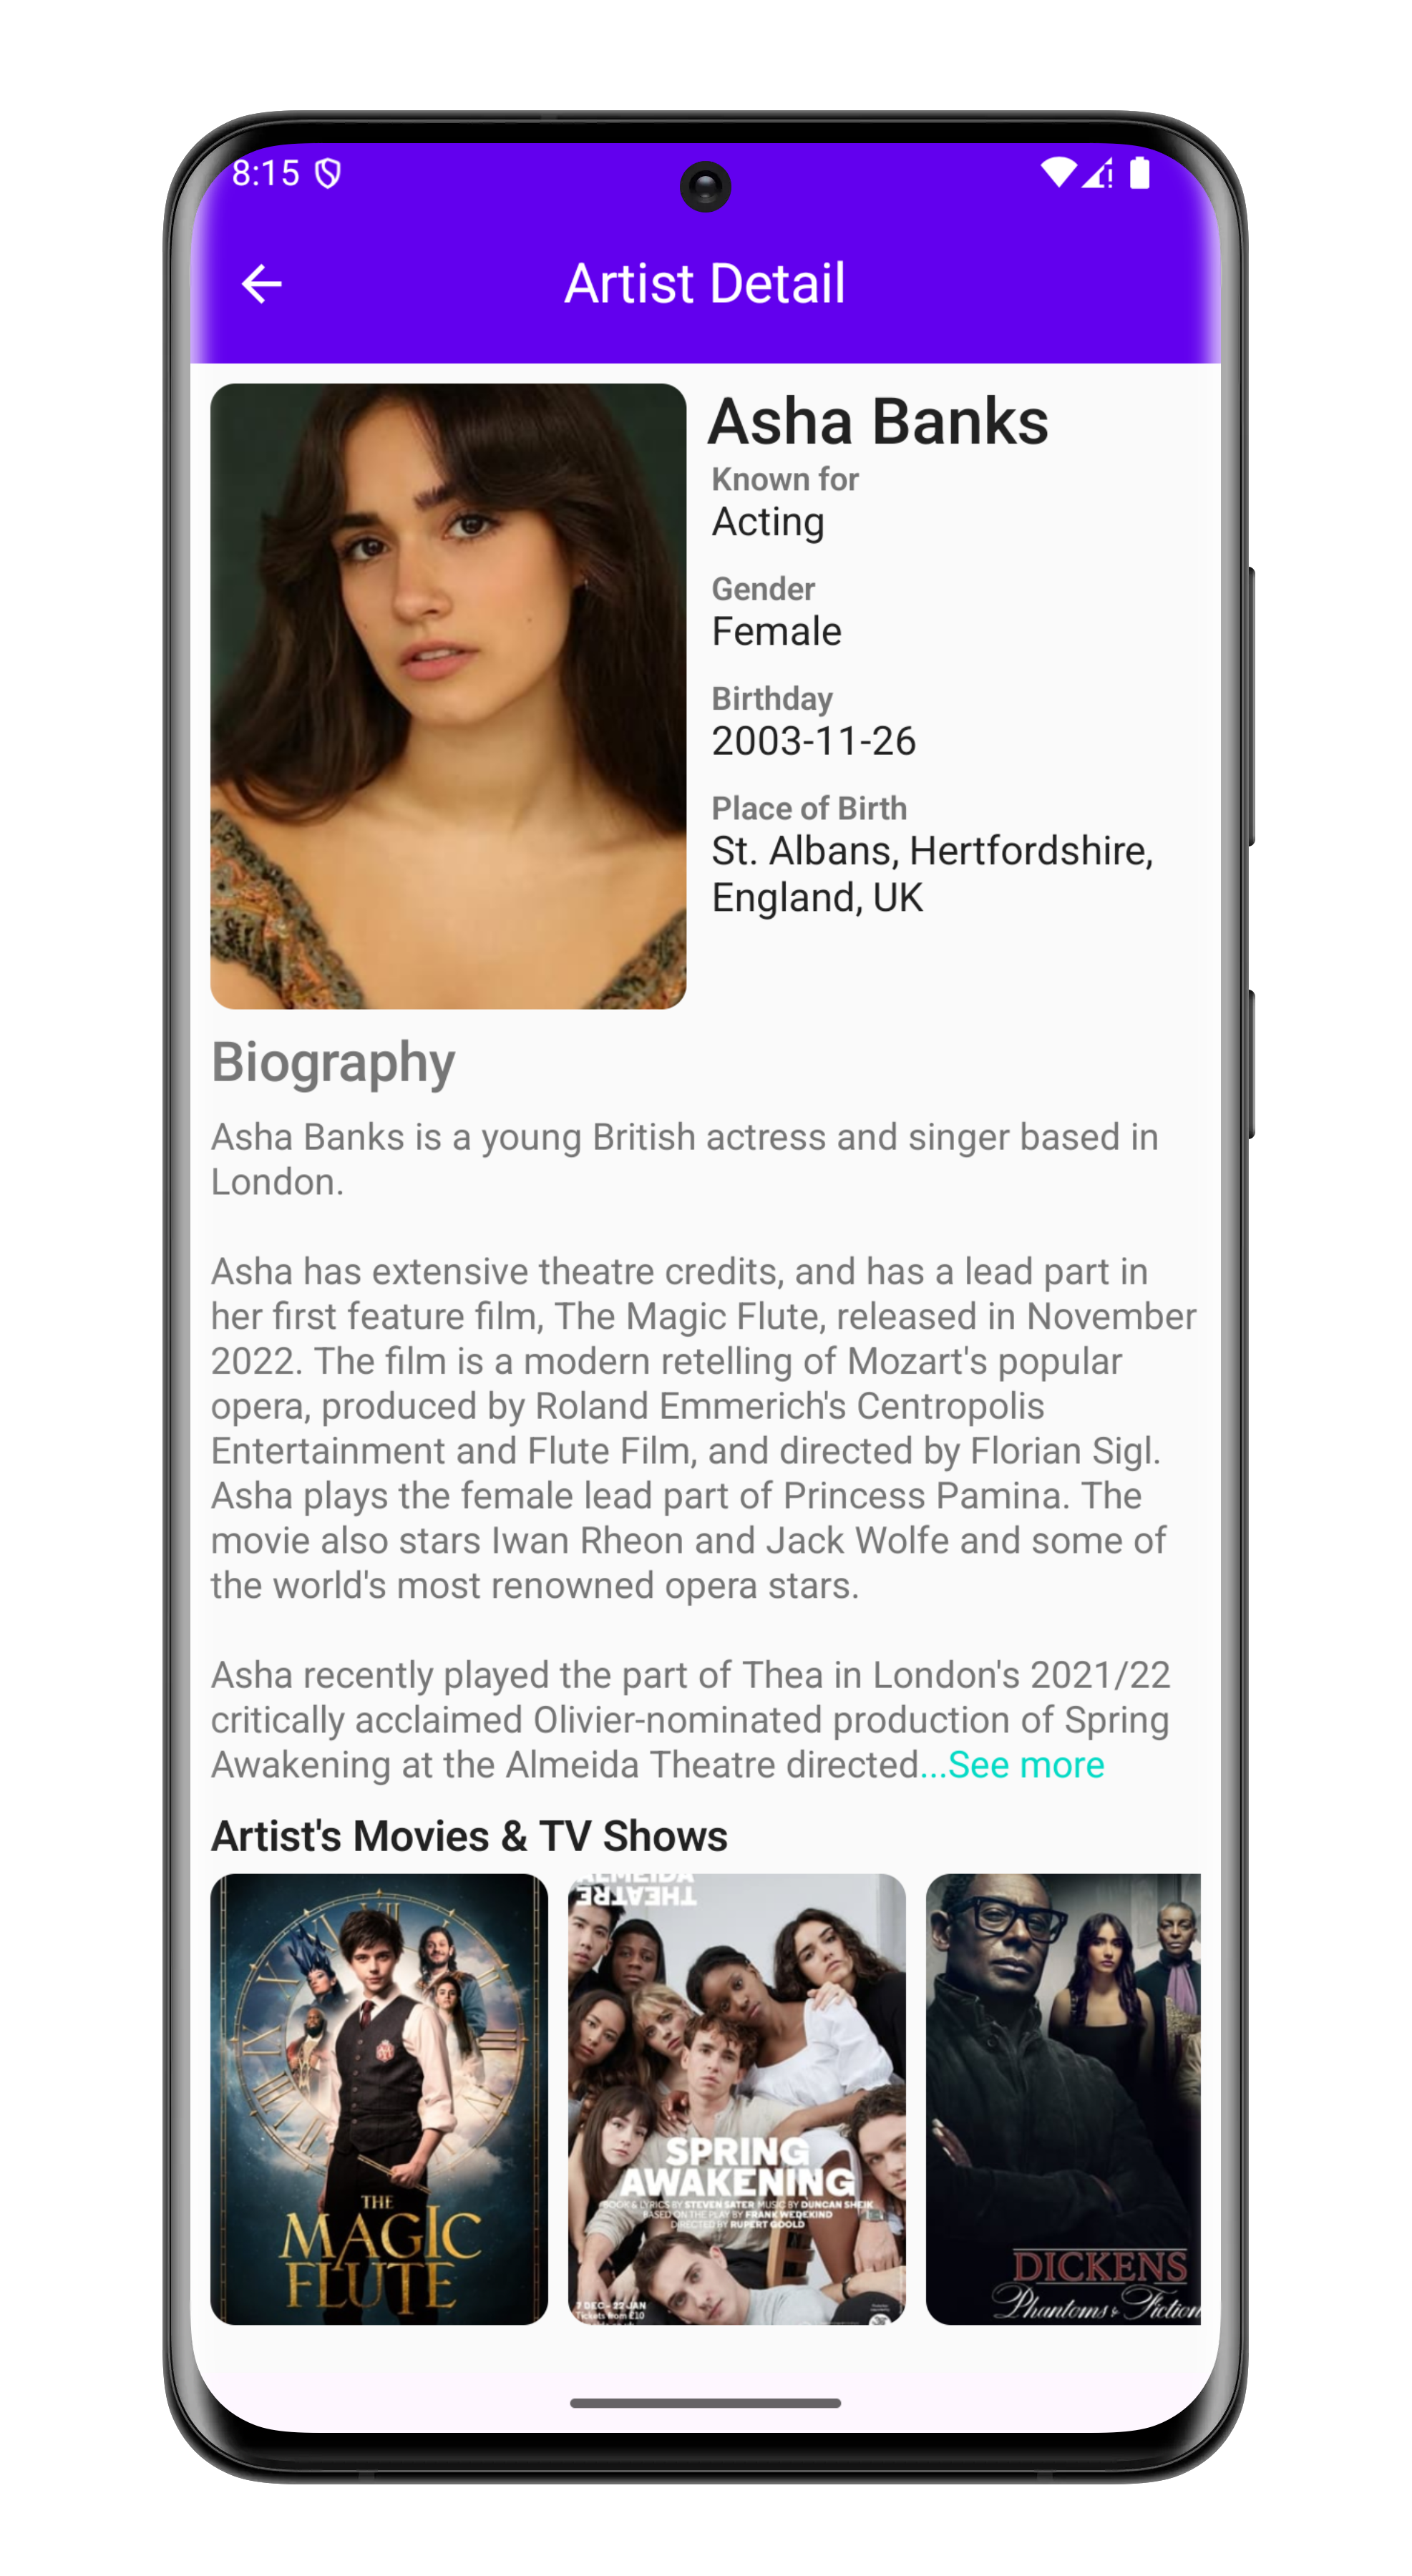 8:15
Artist Detail
Asha Banks
Known for
Acting
Gender
Female
Birthday
2003-11-26
Place of Birth
St. Albans, Hertfordshire,
England, UK
Biography
Asha Banks is a young British actress and singer based in
London.
Asha has extensive theatre credits, and has a lead part in
her first feature film, The Magic Flute, released in November
2022. The film is a modern retelling of Mozart's popular
opera, produced by Roland Emmerich's Centropolis
Entertainment and Flute Film, and directed by Florian Sigl.
Asha plays the female lead part of Princess Pamina. The
movie also stars Iwan Rheon and Jack Wolfe and some of
the world's most renowned opera stars.
Asha recently played the part of Thea in London's 2021/22
critically acclaimed Olivier-nominated production of Spring
Awakening at the Almeida Theatre directed...See more
Artist's Movies & TV Shows
THE
MAGIC
FLUTE
ALMEIDA
THEATRE
SPRING
AWAKENING
BOOK & LYRICS BY STEVEN SATER MUSIC BY DUNCAN SHEIK
BASED ON THE PLAY BY FRANK WEDEKIND
DIRECTED BY RUPERT GOOLD
7 DEC - 22 JAN
Tickets from £10
DICKENS
Phantoms & Fiction